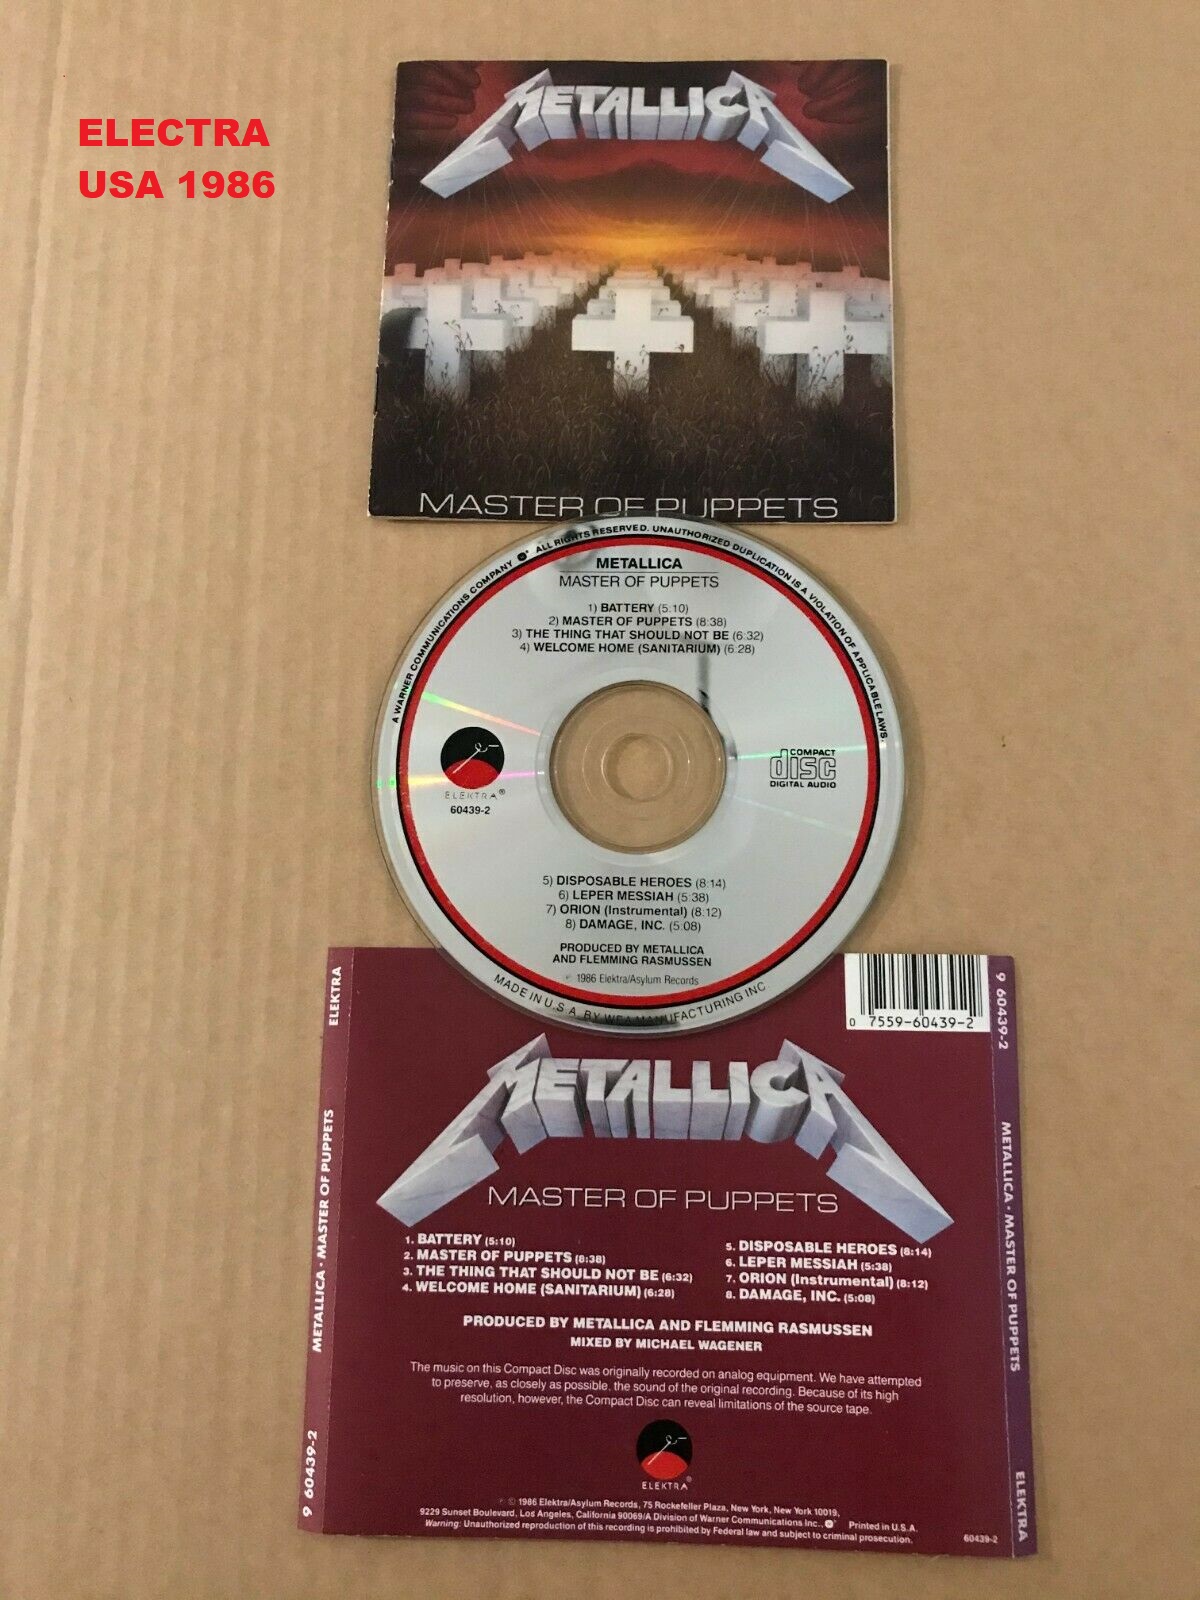 ELECTRA
USA 1986
METALLICA
MASTER OF PUPPETS
A WARNER COMMUNICATIONS COMPANY ® ALL RIGHTS RESERVED. UNAUTHORIZED DUPLICATION IS A VIOLATION OF APPLICABLE LAWS.
METALLICA
MASTER OF PUPPETS
1) BATTERY (5:10)
2) MASTER OF PUPPETS (8:38)
3) THE THING THAT SHOULD NOT BE (6:32)
4) WELCOME HOME (SANITARIUM) (6:28)
ELEKTRA®
60439-2
COMPACT
disc
DIGITAL AUDIO
5) DISPOSABLE HEROES (8:14)
6) LEPER MESSIAH (5:38)
7) ORION (Instrumental) (8:12)
8) DAMAGE, INC. (5:08)
PRODUCED BY METALLICA
AND FLEMMING RASMUSSEN
℗ 1986 Elektra/Asylum Records
MADE IN U.S.A. BY WEA MANUFACTURING INC.
ELEKTRA
METALLICA · MASTER OF PUPPETS
9 60439-2
0 7559-60439-2
METALLICA
MASTER OF PUPPETS
1. BATTERY (5:10)
2. MASTER OF PUPPETS (8:38)
3. THE THING THAT SHOULD NOT BE (6:32)
4. WELCOME HOME (SANITARIUM) (6:28)
5. DISPOSABLE HEROES (8:14)
6. LEPER MESSIAH (5:38)
7. ORION (Instrumental) (8:12)
8. DAMAGE, INC. (5:08)
PRODUCED BY METALLICA AND FLEMMING RASMUSSEN
MIXED BY MICHAEL WAGENER
The music on this Compact Disc was originally recorded on analog equipment. We have attempted
to preserve, as closely as possible, the sound of the original recording. Because of its high
resolution, however, the Compact Disc can reveal limitations of the source tape.
ELEKTRA®
℗ © 1986 Elektra/Asylum Records, 75 Rockefeller Plaza, New York, New York 10019,
9229 Sunset Boulevard, Los Angeles, California 90069/A Division of Warner Communications Inc., Printed in U.S.A.
Warning: Unauthorized reproduction of this recording is prohibited by Federal law and subject to criminal prosecution.
60439-2
9 60439-2
METALLICA · MASTER OF PUPPETS
ELEKTRA